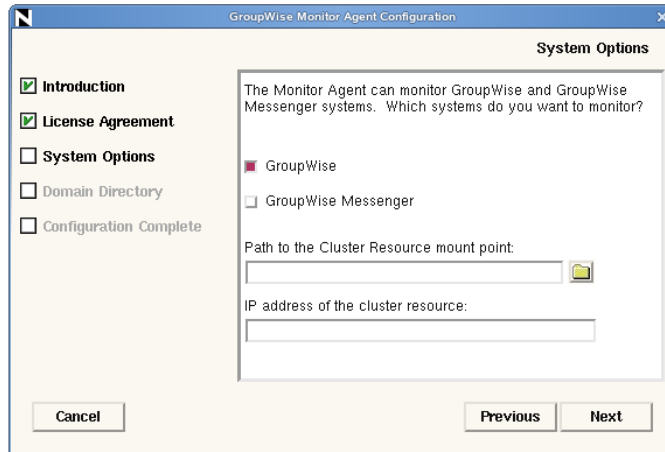 GroupWise Monitor Agent Configuration
System Options
Introduction
License Agreement
System Options
Domain Directory
Configuration Complete
The Monitor Agent can monitor GroupWise and GroupWise
Messenger systems. Which systems do you want to monitor?
GroupWise
GroupWise Messenger
Path to the Cluster Resource mount point:
IP address of the cluster resource:
Cancel
Previous
Next